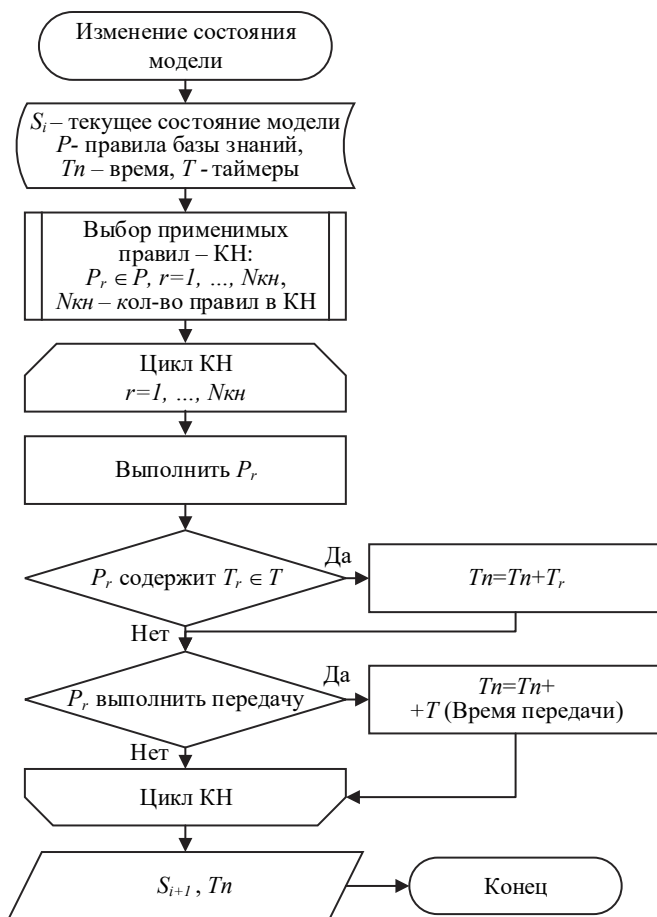 Изменение состояния
модели
Si – текущее состояние модели
P- правила базы знаний,
Tn – время, T - таймеры
Выбор применимых
правил – КН:
Pr ∈ P, r=1, ..., Nкн,
Nкн – кол-во правил в КН
Цикл КН
r=1, ..., Nкн
Выполнить Pr
Pr содержит Tr ∈ T
Да
Tn=Tn+Tr
Нет
Pr выполнить передачу
Да
Tn=Tn+
+T (Время передачи)
Нет
Цикл КН
Si+1, Tn
Конец